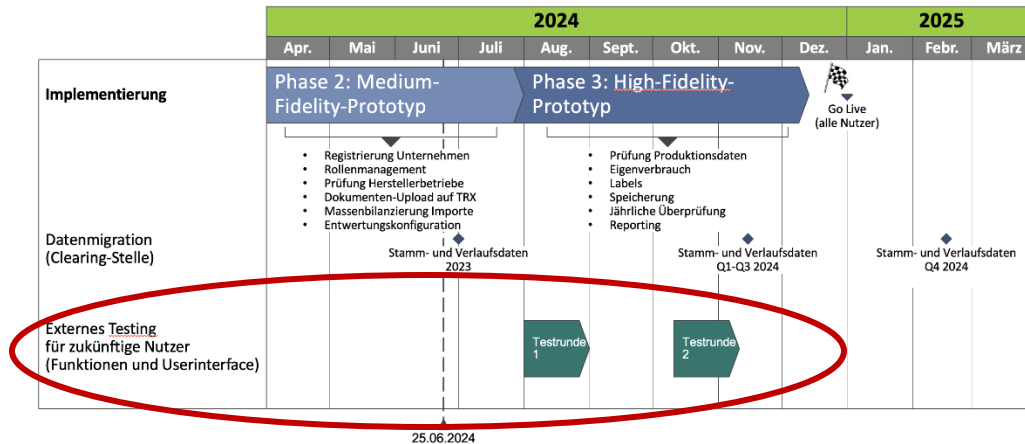 2024
2025
Apr.
Mai
Juni
Juli
Aug.
Sept.
Okt.
Nov.
Dez.
Jan.
Febr.
März
Implementierung
Phase 2: Medium-
Fidelity-Prototyp
Phase 3: High-Fidelity-
Prototyp
Go Live
(alle Nutzer)
• Registrierung Unternehmen
• Rollenmanagement
• Prüfung Herstellerbetriebe
• Dokumenten-Upload auf TRX
• Massenbilanzierung Importe
• Entwertungskonfiguration
• Prüfung Produktionsdaten
• Eigenverbrauch
• Labels
• Speicherung
• Jährliche Überprüfung
• Reporting
Datenmigration
(Clearing-Stelle)
Stamm- und Verlaufsdaten
2023
Stamm- und Verlaufsdaten
Q1-Q3 2024
Stamm- und Verlaufsdaten
Q4 2024
Externes Testing
für zukünftige Nutzer
(Funktionen und Userinterface)
Testrunde
1
Testrunde
2
25.06.2024